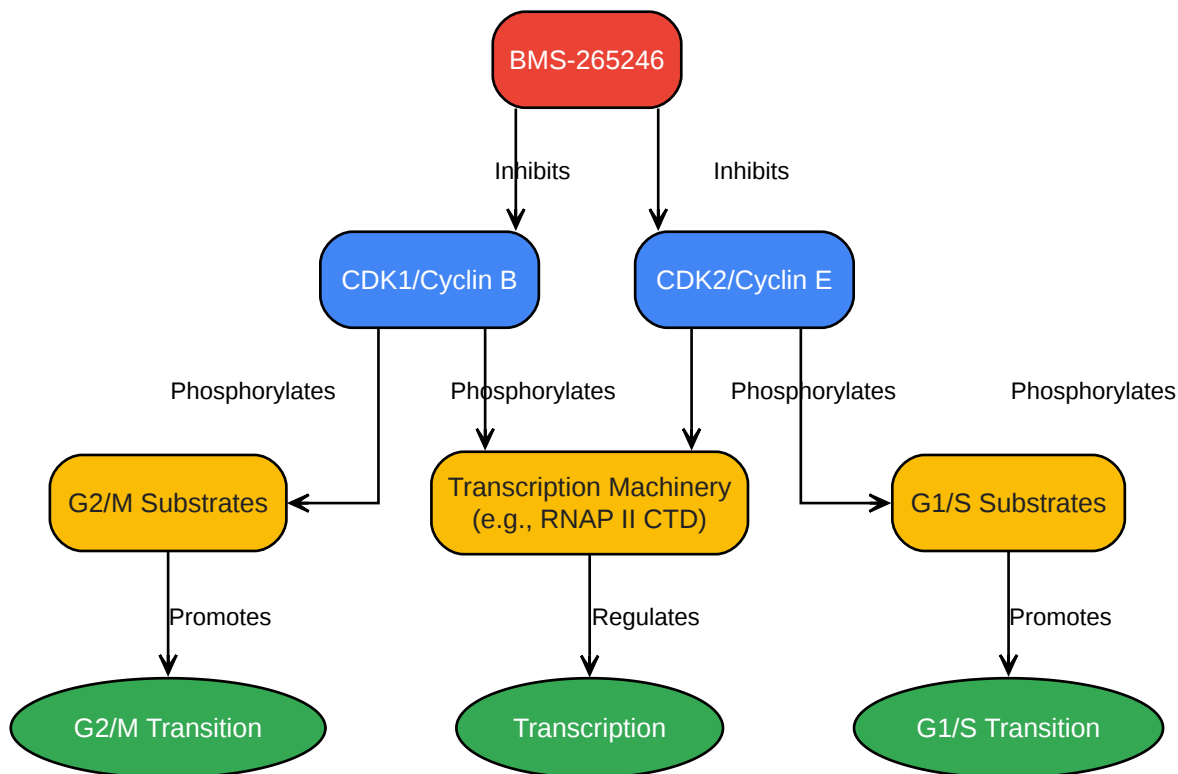 BMS-265246
Inhibits
Inhibits
CDK1/Cyclin B
CDK2/Cyclin E
Phosphorylates
Phosphorylates
Phosphorylates
Phosphorylates
G2/M Substrates
Transcription Machinery
(e.g., RNAP II CTD)
G1/S Substrates
Promotes
Regulates
Promotes
G2/M Transition
Transcription
G1/S Transition